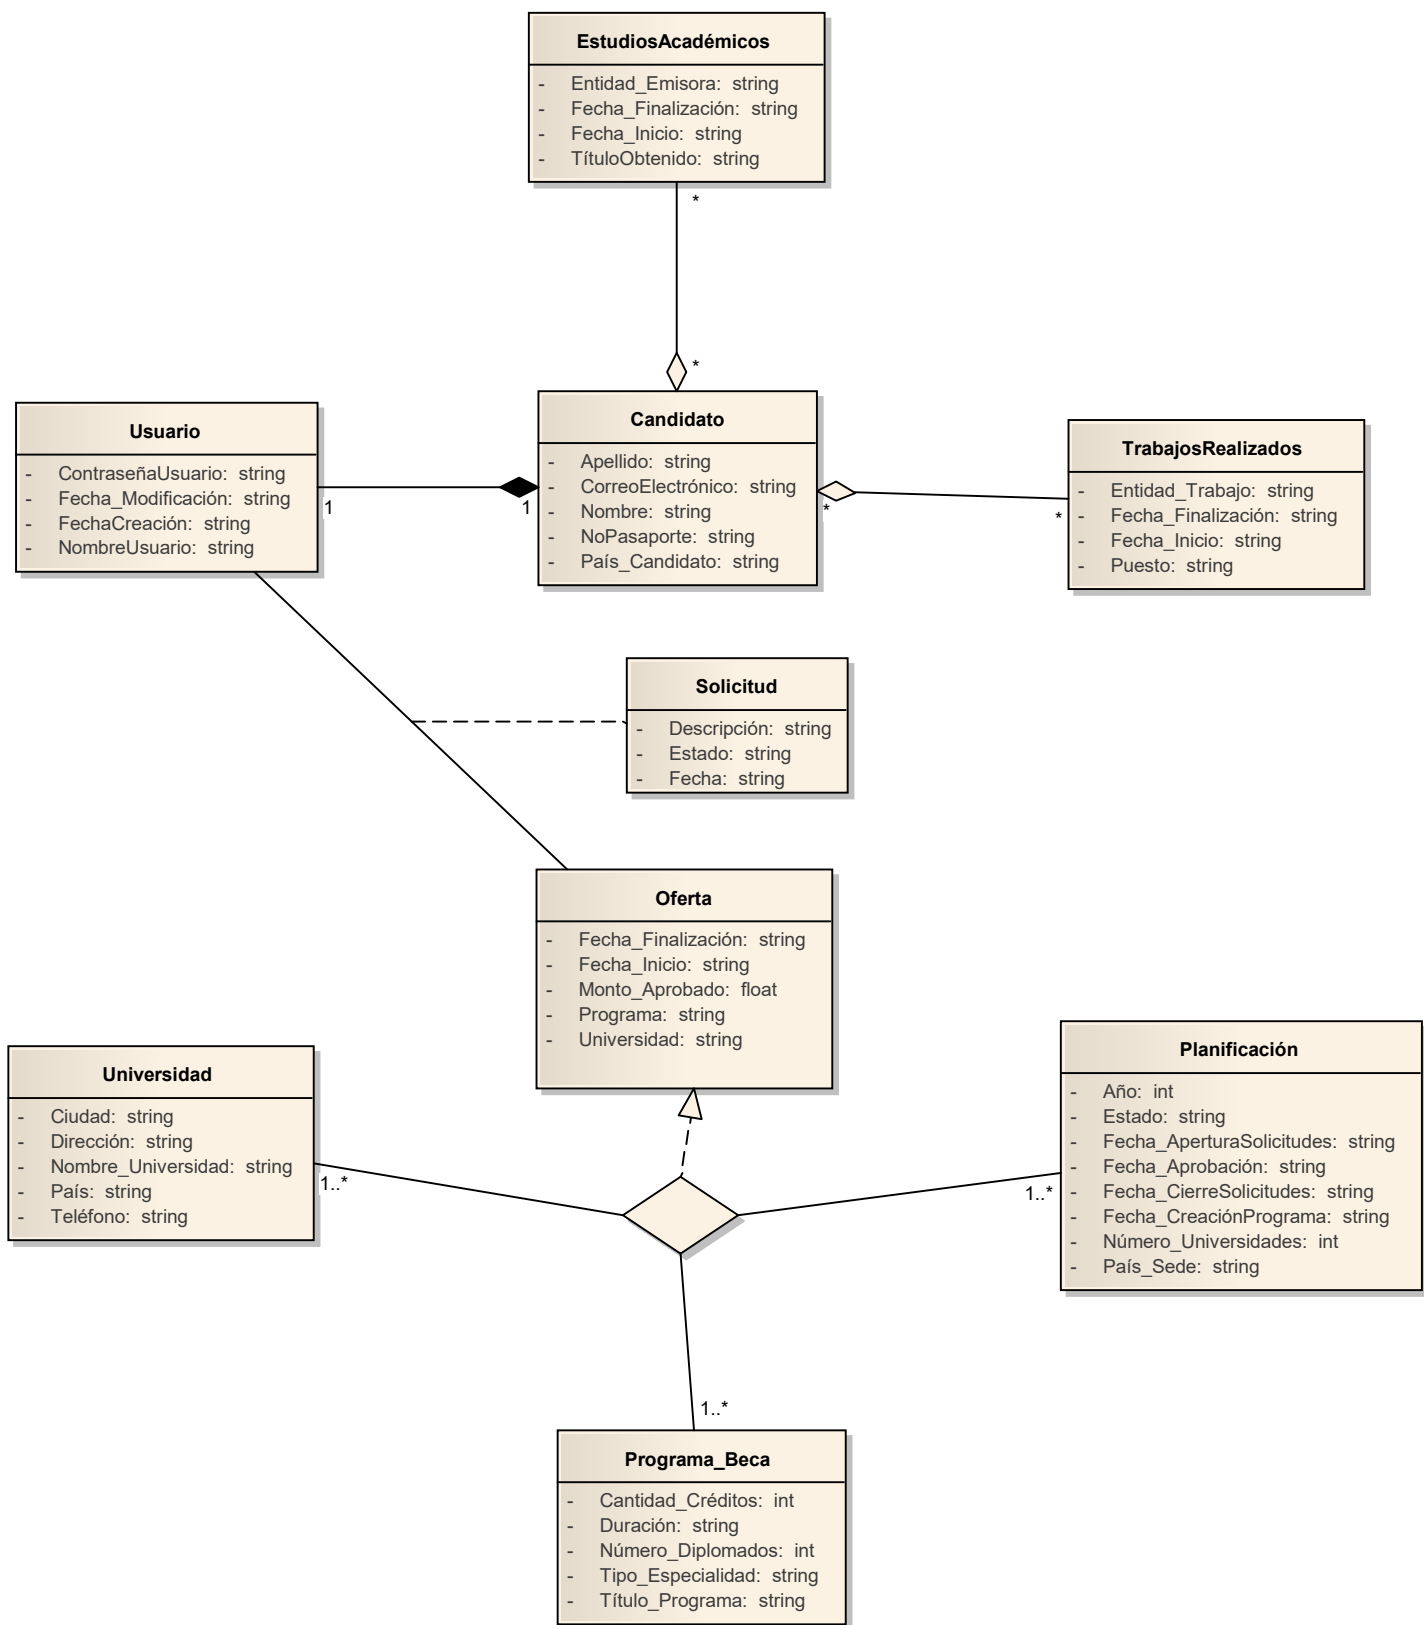 EstudiosAcadémicos
- Entidad_Emisora: string
- Fecha_Finalización: string
- Fecha_Inicio: string
- TítuloObtenido: string
*
*
Usuario
- ContraseñaUsuario: string
- Fecha_Modificación: string
- FechaCreación: string
- NombreUsuario: string
1
1
Candidato
- Apellido: string
- CorreoElectrónico: string
- Nombre: string
- NoPasaporte: string
- País_Candidato: string
*
*
TrabajosRealizados
- Entidad_Trabajo: string
- Fecha_Finalización: string
- Fecha_Inicio: string
- Puesto: string
Solicitud
- Descripción: string
- Estado: string
- Fecha: string
Oferta
- Fecha_Finalización: string
- Fecha_Inicio: string
- Monto_Aprobado: float
- Programa: string
- Universidad: string
Universidad
- Ciudad: string
- Dirección: string
- Nombre_Universidad: string
- País: string
- Teléfono: string
1..*
Planificación
- Año: int
- Estado: string
- Fecha_AperturaSolicitudes: string
- Fecha_Aprobación: string
- Fecha_CierreSolicitudes: string
- Fecha_CreaciónPrograma: string
- Número_Universidades: int
- País_Sede: string
1..*
1..*
Programa_Beca
- Cantidad_Créditos: int
- Duración: string
- Número_Diplomados: int
- Tipo_Especialidad: string
- Título_Programa: string